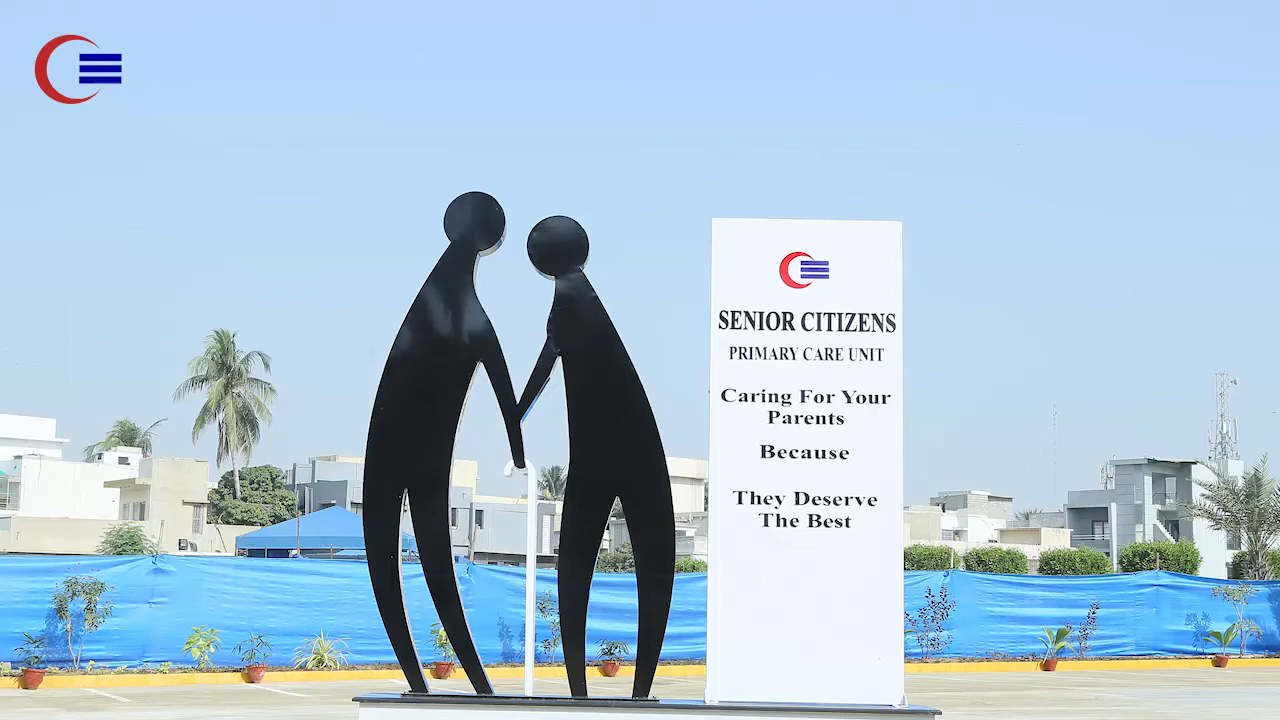 SENIOR CITIZENS
PRIMARY CARE UNIT
Caring For Your
Parents
Because
They Deserve
The Best